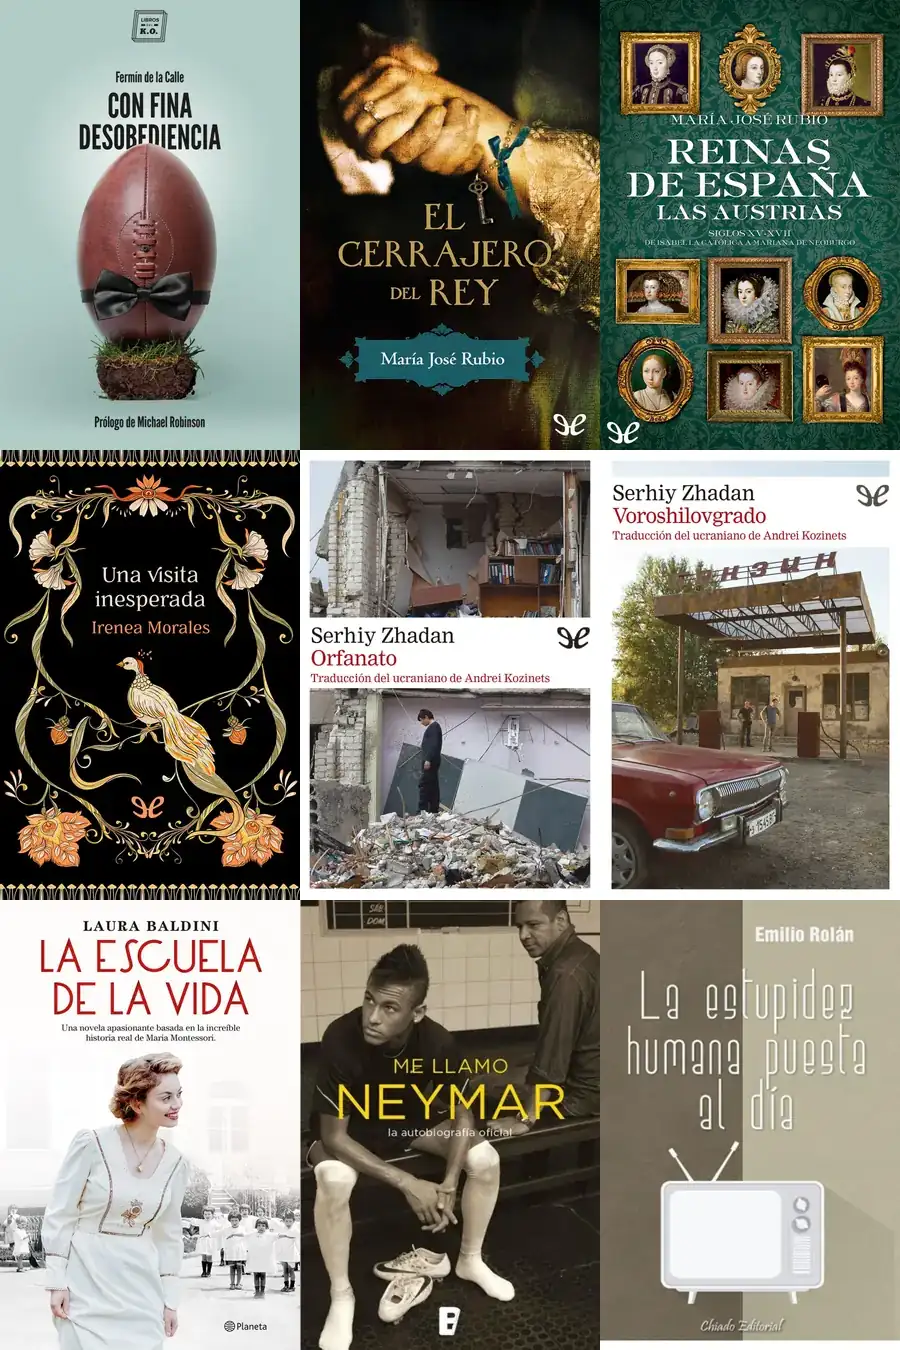 LIBROS
DEL
K.O.
Fermín de la Calle
CON FINA
DESOBEDIENCIA
Prólogo de Michael Robinson
EL
CERRAJERO
DEL REY
María José Rubio
MARÍA JOSÉ RUBIO
REINAS
DE ESPAÑA
LAS AUSTRIAS
SIGLOS XV-XVII
DE ISABEL LA CATÓLICA A MARIANA DE NEOBURGO
Una visita
inesperada
Irenea Morales
Serhiy Zhadan
Orfanato
Traducción del ucraniano de Andrei Kozinets
Serhiy Zhadan
Voroshilovgrado
Traducción del ucraniano de Andrei Kozinets
LAURA BALDINI
LA ESCUELA
DE LA VIDA
Una novela apasionante basada en la increíble
historia real de Maria Montessori.
Planeta
SÁB
DOM
ME LLAMO
NEYMAR
la autobiografía oficial
B
Emilio Rolán
La estupidez
humana puesta
al día
Chiado Editorial